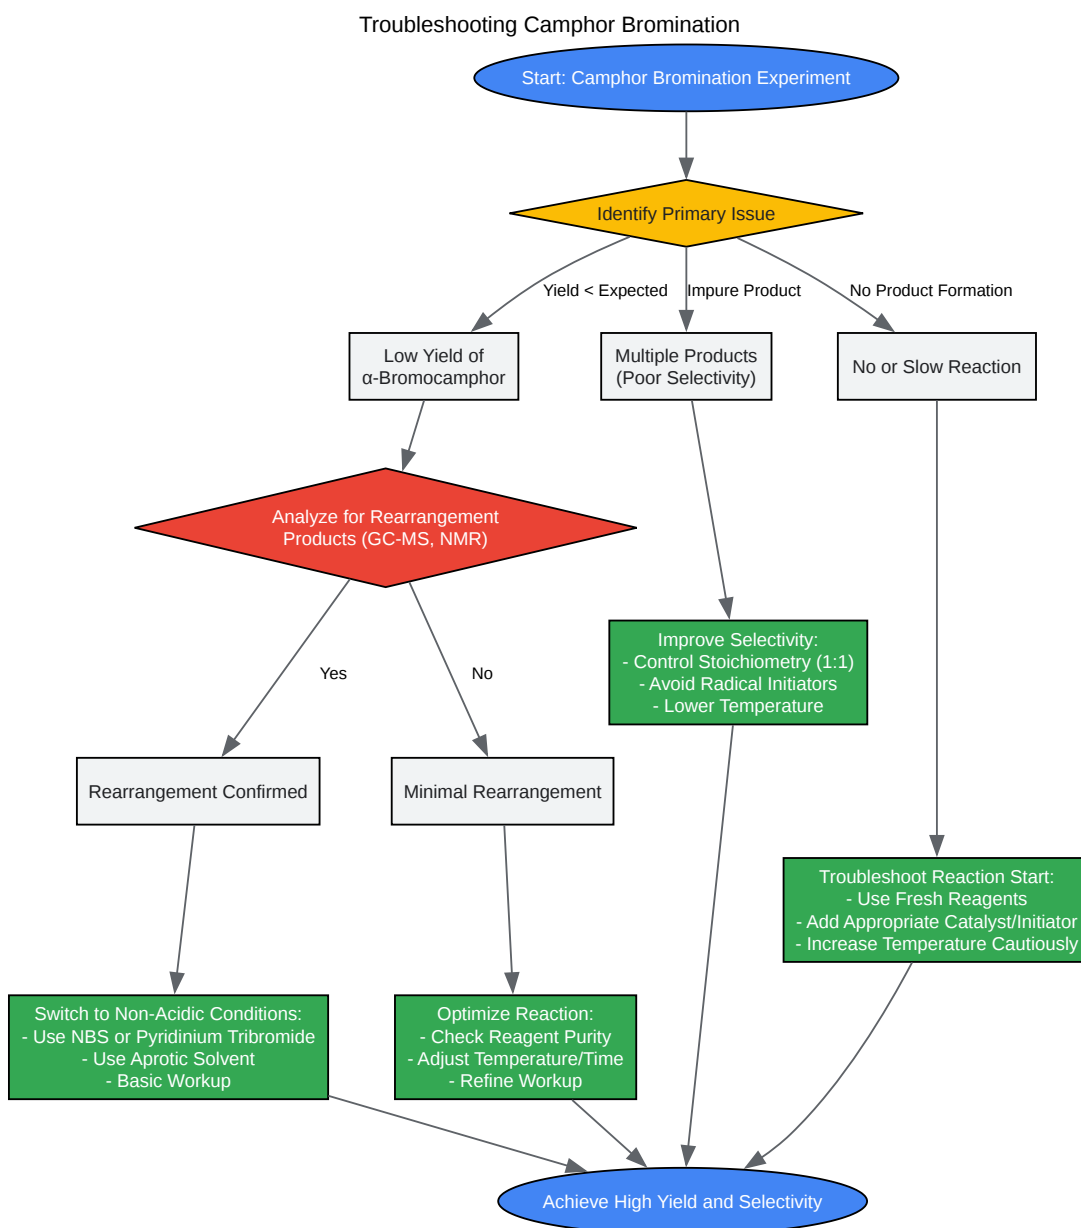 Troubleshooting Camphor Bromination
Start: Camphor Bromination Experiment
Identify Primary Issue
Yield < Expected
Impure Product
No Product Formation
Low Yield of
α-Bromocamphor
Multiple Products
(Poor Selectivity)
No or Slow Reaction
Analyze for Rearrangement
Products (GC-MS, NMR)
Yes
No
Improve Selectivity:
- Control Stoichiometry (1:1)
- Avoid Radical Initiators
- Lower Temperature
Rearrangement Confirmed
Minimal Rearrangement
Troubleshoot Reaction Start:
- Use Fresh Reagents
- Add Appropriate Catalyst/Initiator
- Increase Temperature Cautiously
Switch to Non-Acidic Conditions:
- Use NBS or Pyridinium Tribromide
- Use Aprotic Solvent
- Basic Workup
Optimize Reaction:
- Check Reagent Purity
- Adjust Temperature/Time
- Refine Workup
Achieve High Yield and Selectivity